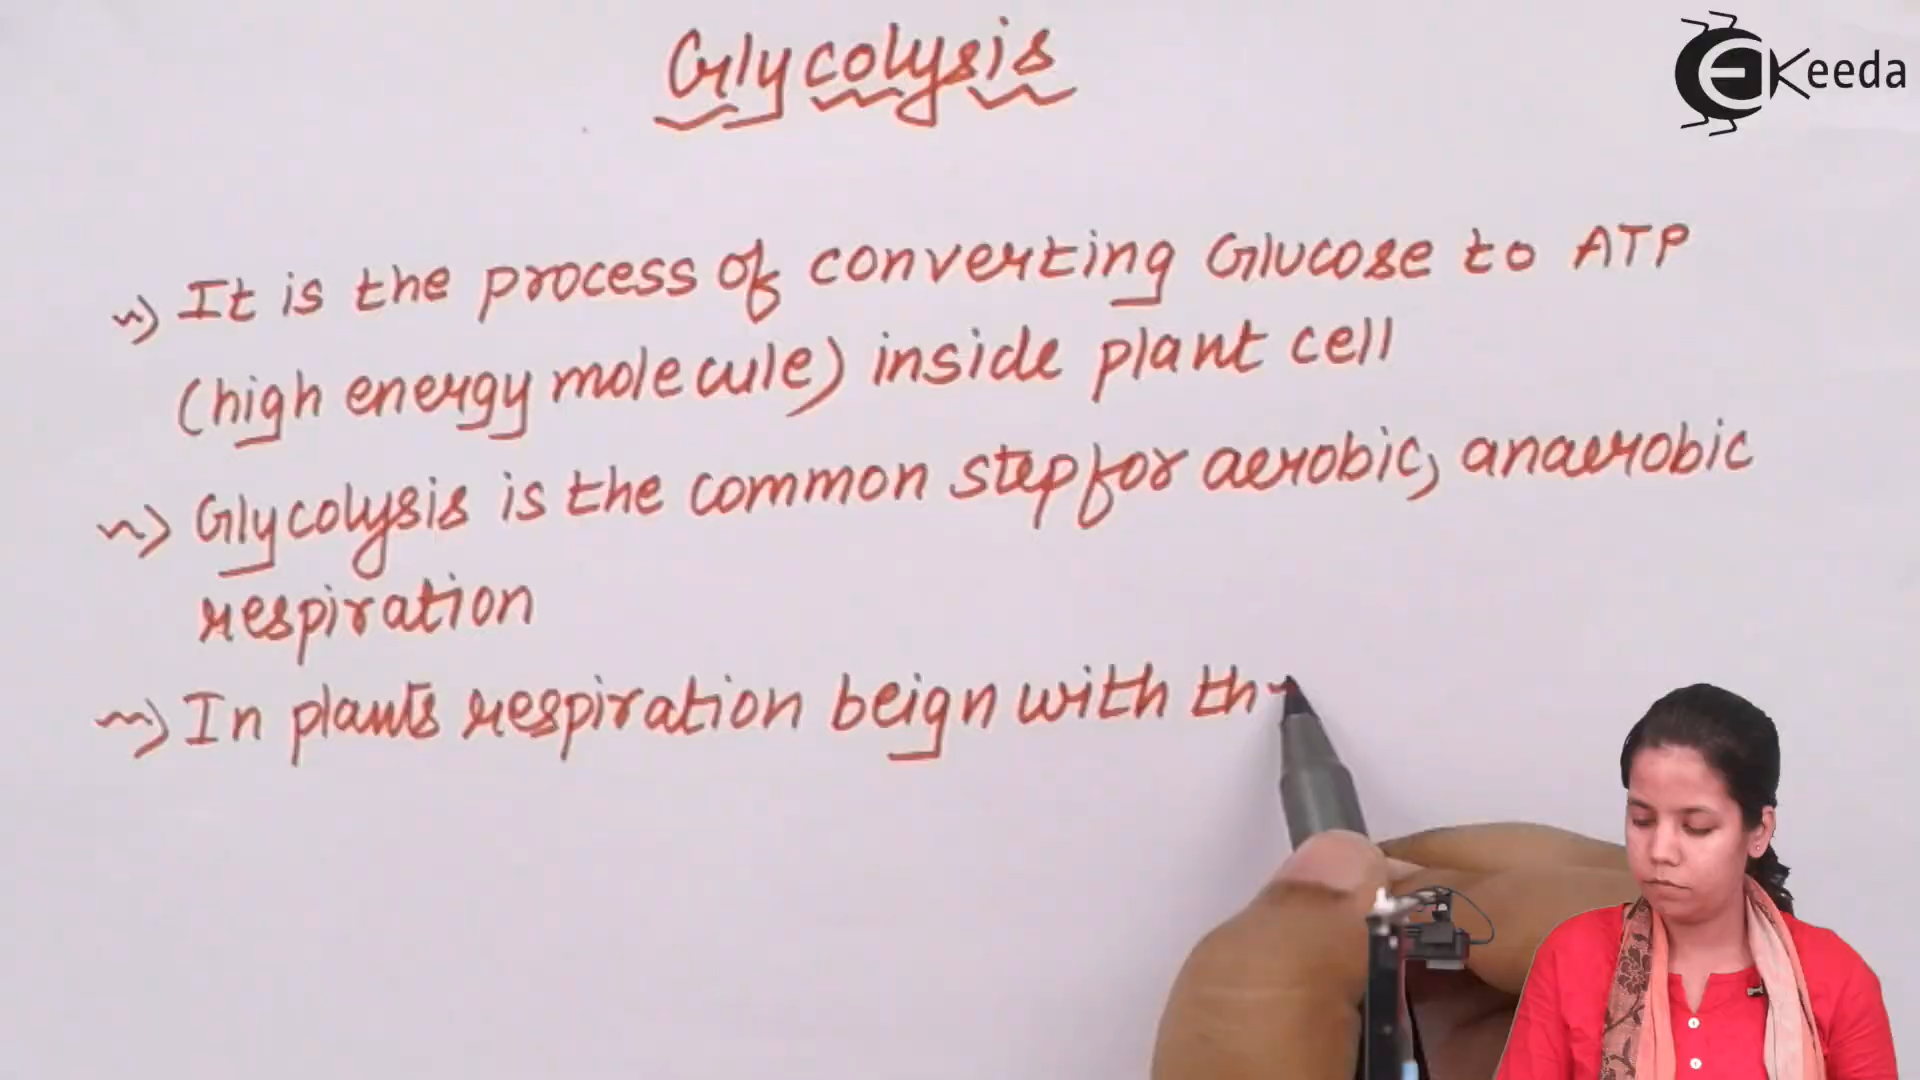 Glycolysis
EKeeda
It is the process of converting Glucose to ATP
(high energy molecule) inside plant cell
Glycolysis is the common step for aerobic, anaerobic
respiration
In plants respiration beign with th